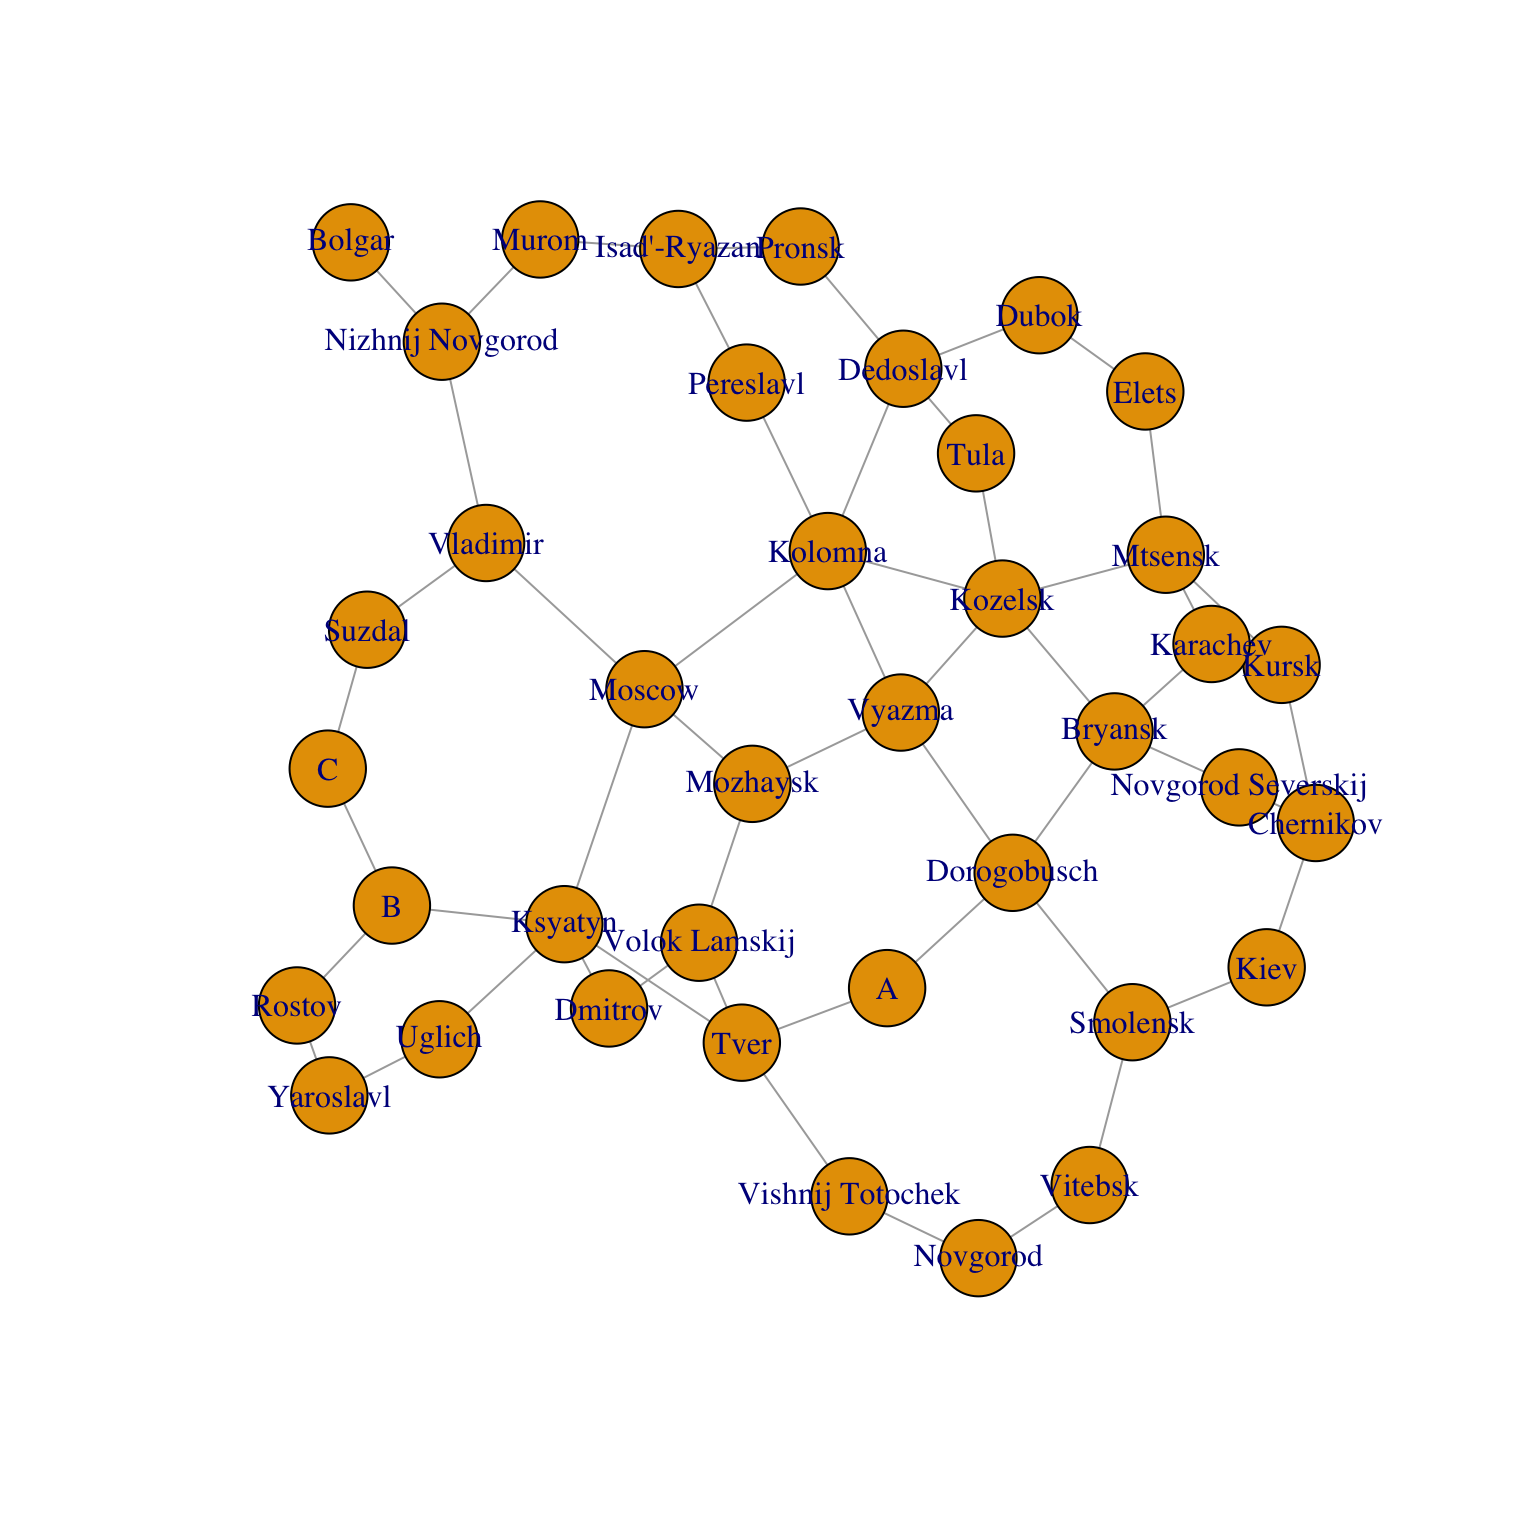 Bolgar
Murom
Isad'-Ryazan
Pronsk
Dubok
Nizhnij Novgorod
Pereslavl
Dedoslavl
Elets
Tula
Vladimir
Kolomna
Mtsensk
Kozelsk
Suzdal
Karachev
Kursk
Moscow
Vyazma
Bryansk
C
Mozhaysk
Novgorod Severskij
Chernikov
Dorogobusch
B
Ksyatyn
Volok Lamskij
Kiev
A
Rostov
Dmitrov
Smolensk
Uglich
Tver
Yaroslavl
Vishnij Totochek
Vitebsk
Novgorod